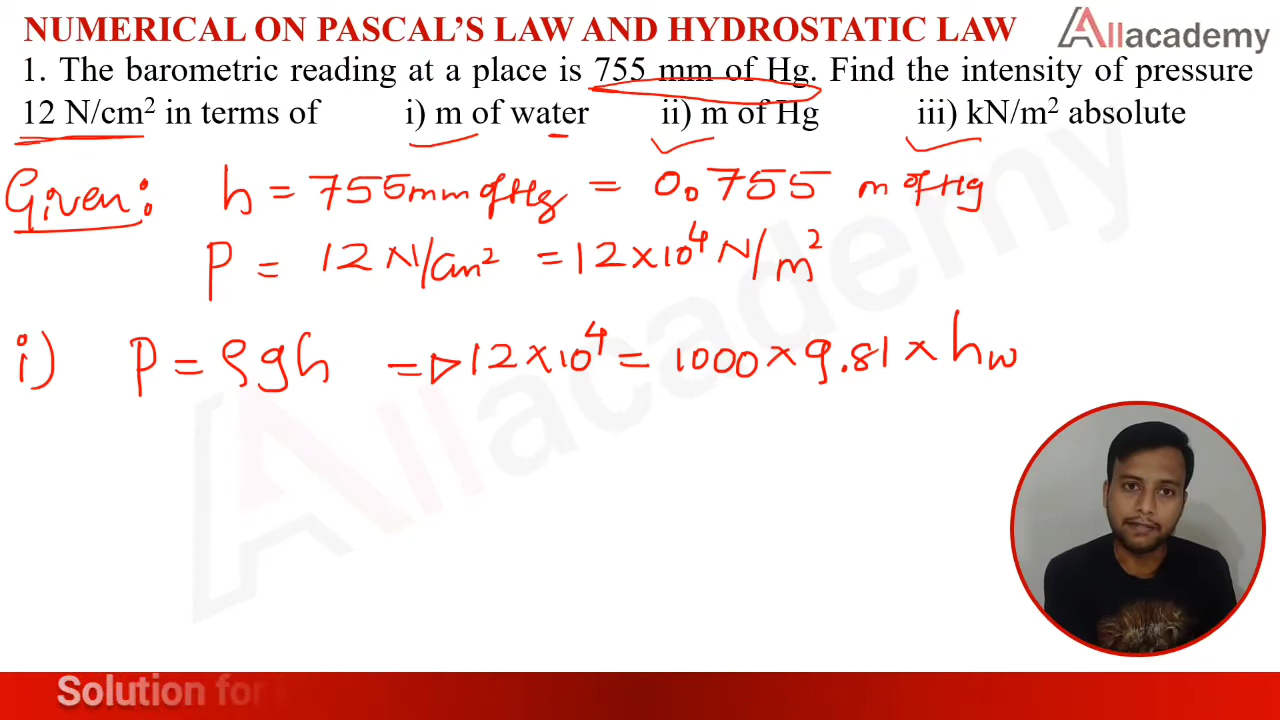 NUMERICAL ON PASCAL'S LAW AND HYDROSTATIC LAW
Allacademy
1. The barometric reading at a place is 755 mm of Hg. Find the intensity of pressure
12 N/cm² in terms of i) m of water ii) m of Hg iii) kN/m² absolute
Given: h = 755mm of Hg = 0.755 m of Hg
P = 12 N/cm² = 12×10⁴ N/m²
i) P = ρgh => 12×10⁴ = 1000 × 9.81 × hw
Allacademy
Solution for